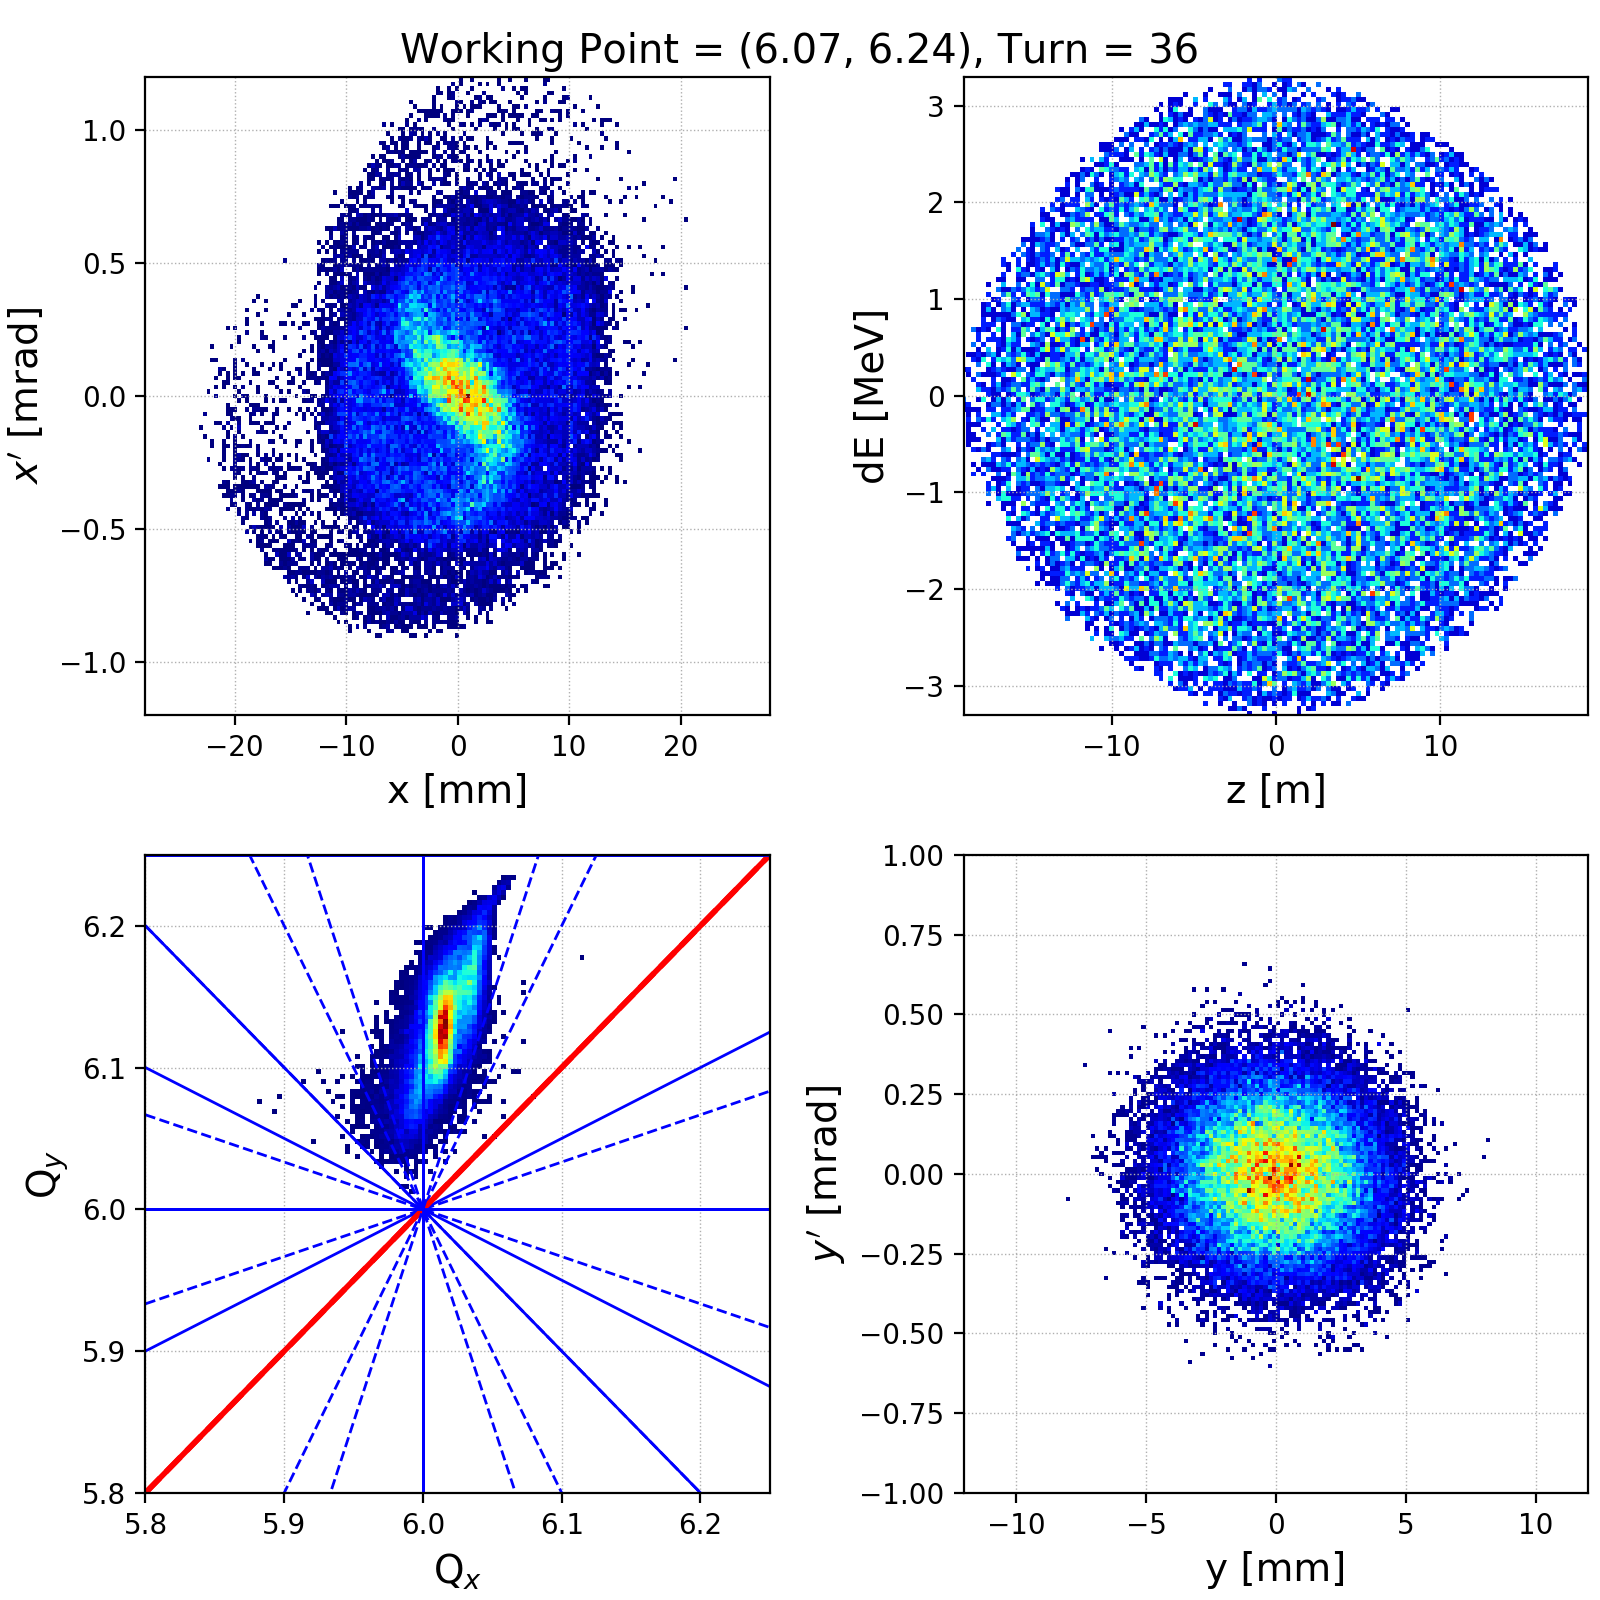 Working Point = (6.07, 6.24), Turn = 36
1.0
0.5
0.0
−0.5
−1.0
x′ [mrad]
−20 −10 0 10 20
x [mm]
3
2
1
0
−1
−2
−3
dE [MeV]
−10 0 10
z [m]
6.2
6.1
6.0
5.9
5.8
Qy
5.8 5.9 6.0 6.1 6.2
Qx
1.00
0.75
0.50
0.25
0.00
−0.25
−0.50
−0.75
−1.00
y′ [mrad]
−10 −5 0 5 10
y [mm]